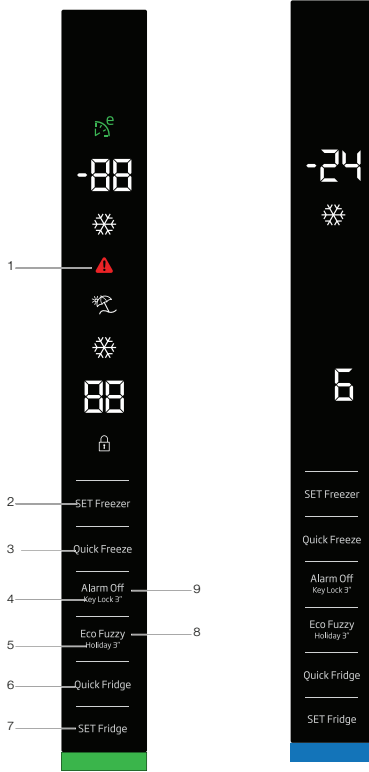 e
-88
1
88
2
SET Freezer
3
Quick Freeze
Alarm Off
9
4
Key Lock 3"
Eco Fuzzy
8
5
Holiday 3"
6
Quick Fridge
7
SET Fridge
-24
6
SET Freezer
Quick Freeze
Alarm Off
Key Lock 3"
Eco Fuzzy
Holiday 3"
Quick Fridge
SET Fridge